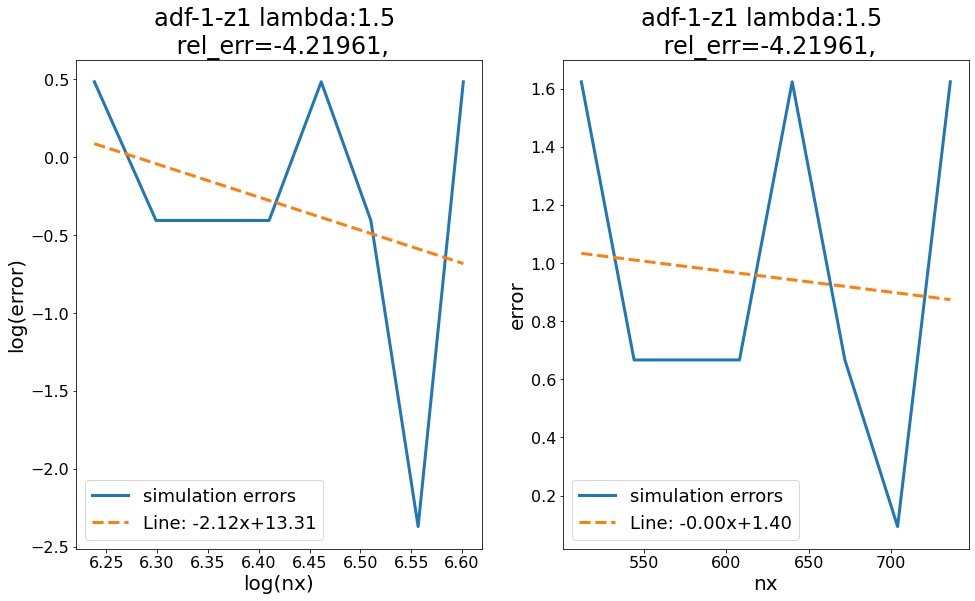 adf-1-z1 lambda:1.5
rel_err=-4.21961,
log(error)
0.5
0.0
−0.5
−1.0
−1.5
−2.0
−2.5
simulation errors
Line: -2.12x+13.31
6.25
6.30
6.35
6.40
6.45
6.50
6.55
6.60
log(nx)
adf-1-z1 lambda:1.5
rel_err=-4.21961,
error
1.6
1.4
1.2
1.0
0.8
0.6
0.4
0.2
simulation errors
Line: -0.00x+1.40
550
600
650
700
nx